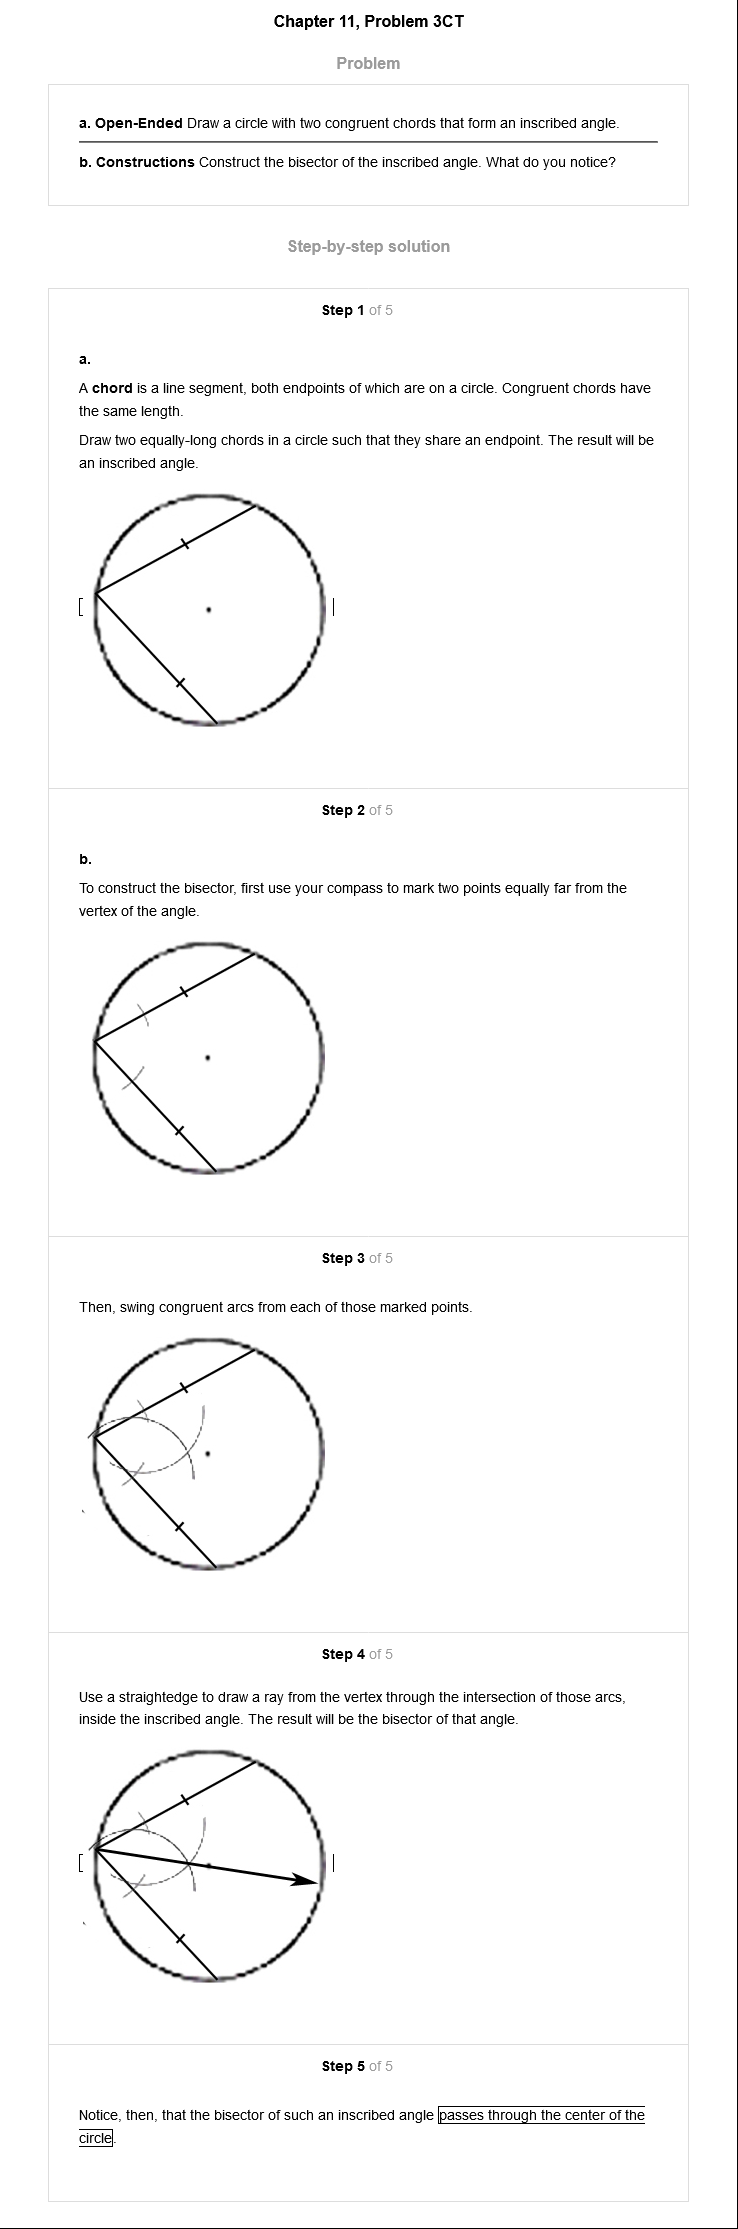 Chapter 11, Problem 3CT
Problem
a. Open-Ended Draw a circle with two congruent chords that form an inscribed angle.
b. Constructions Construct the bisector of the inscribed angle. What do you notice?
Step-by-step solution
Step 1 of 5
a.
A chord is a line segment, both endpoints of which are on a circle. Congruent chords have
the same length.
Draw two equally-long chords in a circle such that they share an endpoint. The result will be
an inscribed angle.
Step 2 of 5
b.
To construct the bisector, first use your compass to mark two points equally far from the
vertex of the angle.
Step 3 of 5
Then, swing congruent arcs from each of those marked points.
Step 4 of 5
Use a straightedge to draw a ray from the vertex through the intersection of those arcs,
inside the inscribed angle. The result will be the bisector of that angle.
Step 5 of 5
Notice, then, that the bisector of such an inscribed angle passes through the center of the
circle.